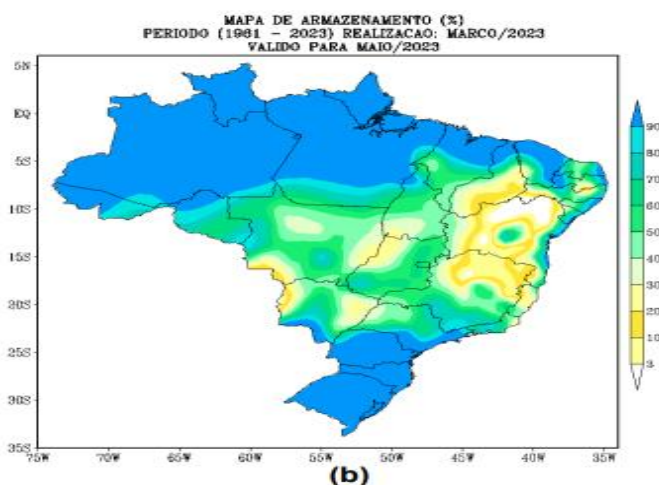 MAPA DE ARMAZENAMENTO (%)
PERIODO (1961 - 2023) REALIZACAO: MARCO/2023
VALIDO PARA MAIO/2023
5N
EQ
5S
10S
15S
20S
25S
30S
35S
75W 70W 65W 60W 55W 50W 45W 40W 35W
90
80
70
60
50
40
30
20
10
3
(b)